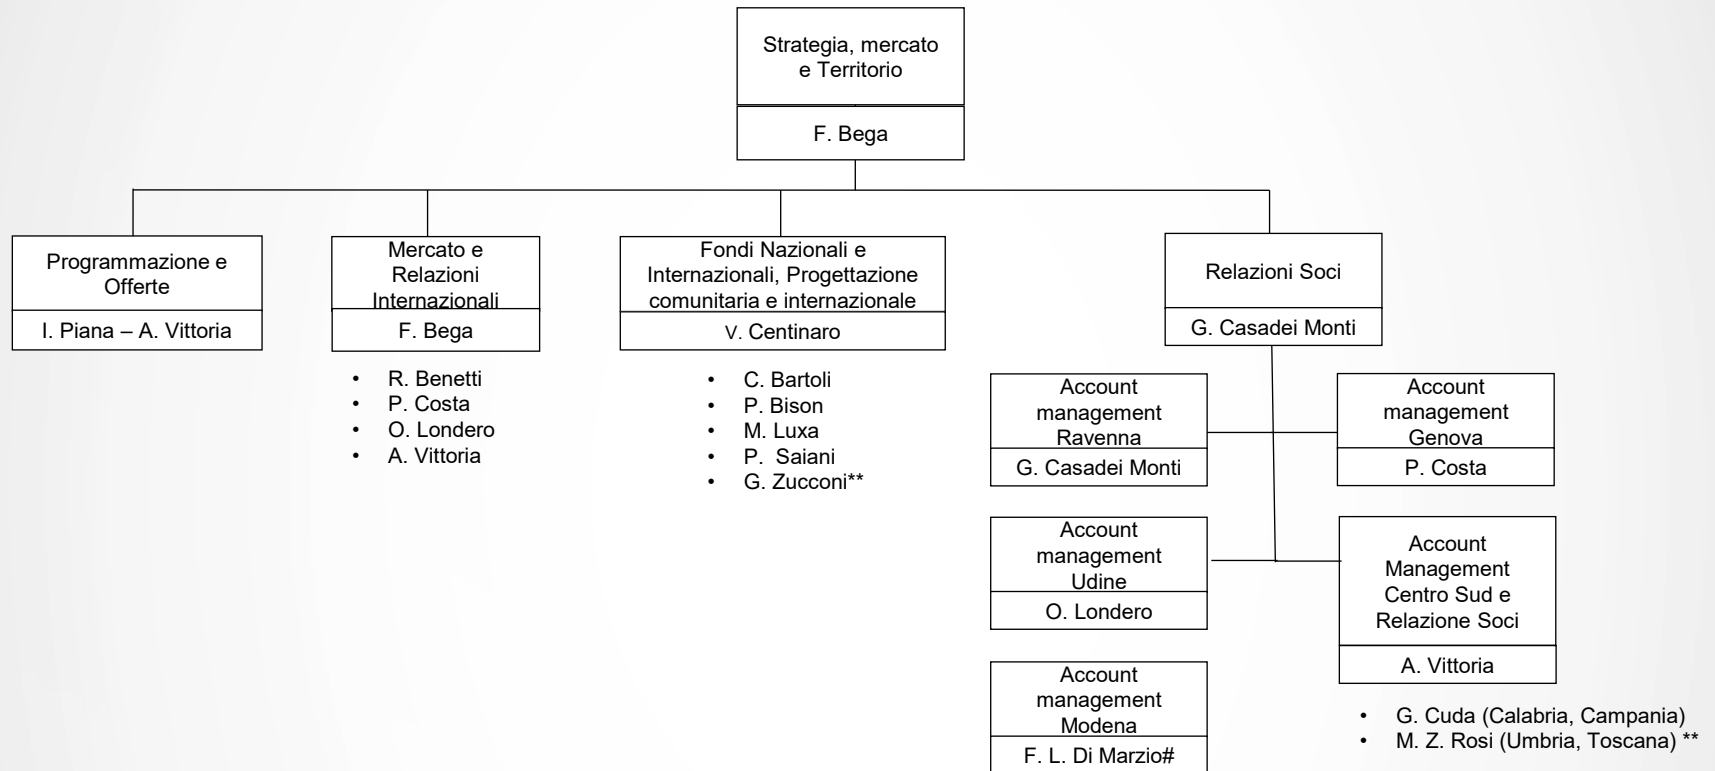 Strategia, mercato
e Territorio
F. Bega
Programmazione e
Offerte
I. Piana – A. Vittoria
Mercato e
Relazioni
Internazionali
F. Bega
• R. Benetti
• P. Costa
• O. Londero
• A. Vittoria
Fondi Nazionali e
Internazionali, Progettazione
comunitaria e internazionale
V. Centinaro
• C. Bartoli
• P. Bison
• M. Luxa
• P. Saiani
• G. Zucconi**
Relazioni Soci
G. Casadei Monti
Account
management
Ravenna
G. Casadei Monti
Account
management
Genova
P. Costa
Account
management
Udine
O. Londero
Account
Management
Centro Sud e
Relazione Soci
A. Vittoria
• G. Cuda (Calabria, Campania)
• M. Z. Rosi (Umbria, Toscana) **
Account
management
Modena
F. L. Di Marzio#